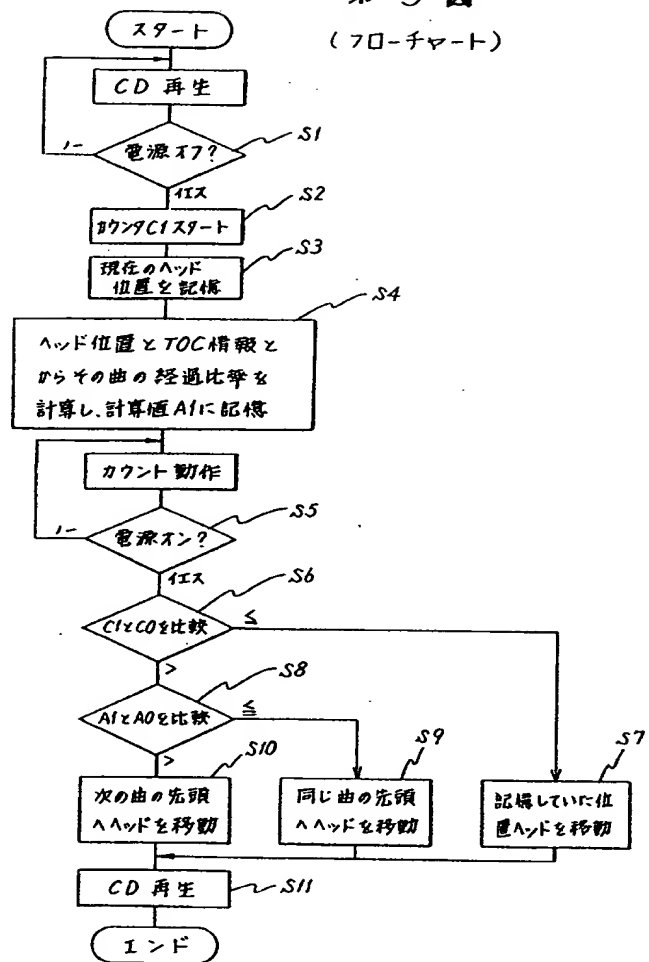 (フローチャート)
スタート
CD 再生
電源オフ?
S1
ノー
イエス
カウンタC1スタート
S2
現在のヘッド
位置を記憶
S3
ヘッド位置とTOC情報と
からその曲の経過比率を
計算し、計算値A1に記憶
S4
カウント動作
電源オン?
S5
ノー
イエス
C1とC0を比較
S6
≦
>
A1とA0を比較
S8
≦
>
次の曲の先頭
へヘッドを移動
S10
同じ曲の先頭
へヘッドを移動
S9
記憶していた位
置ヘッドを移動
S7
CD 再生
S11
エンド